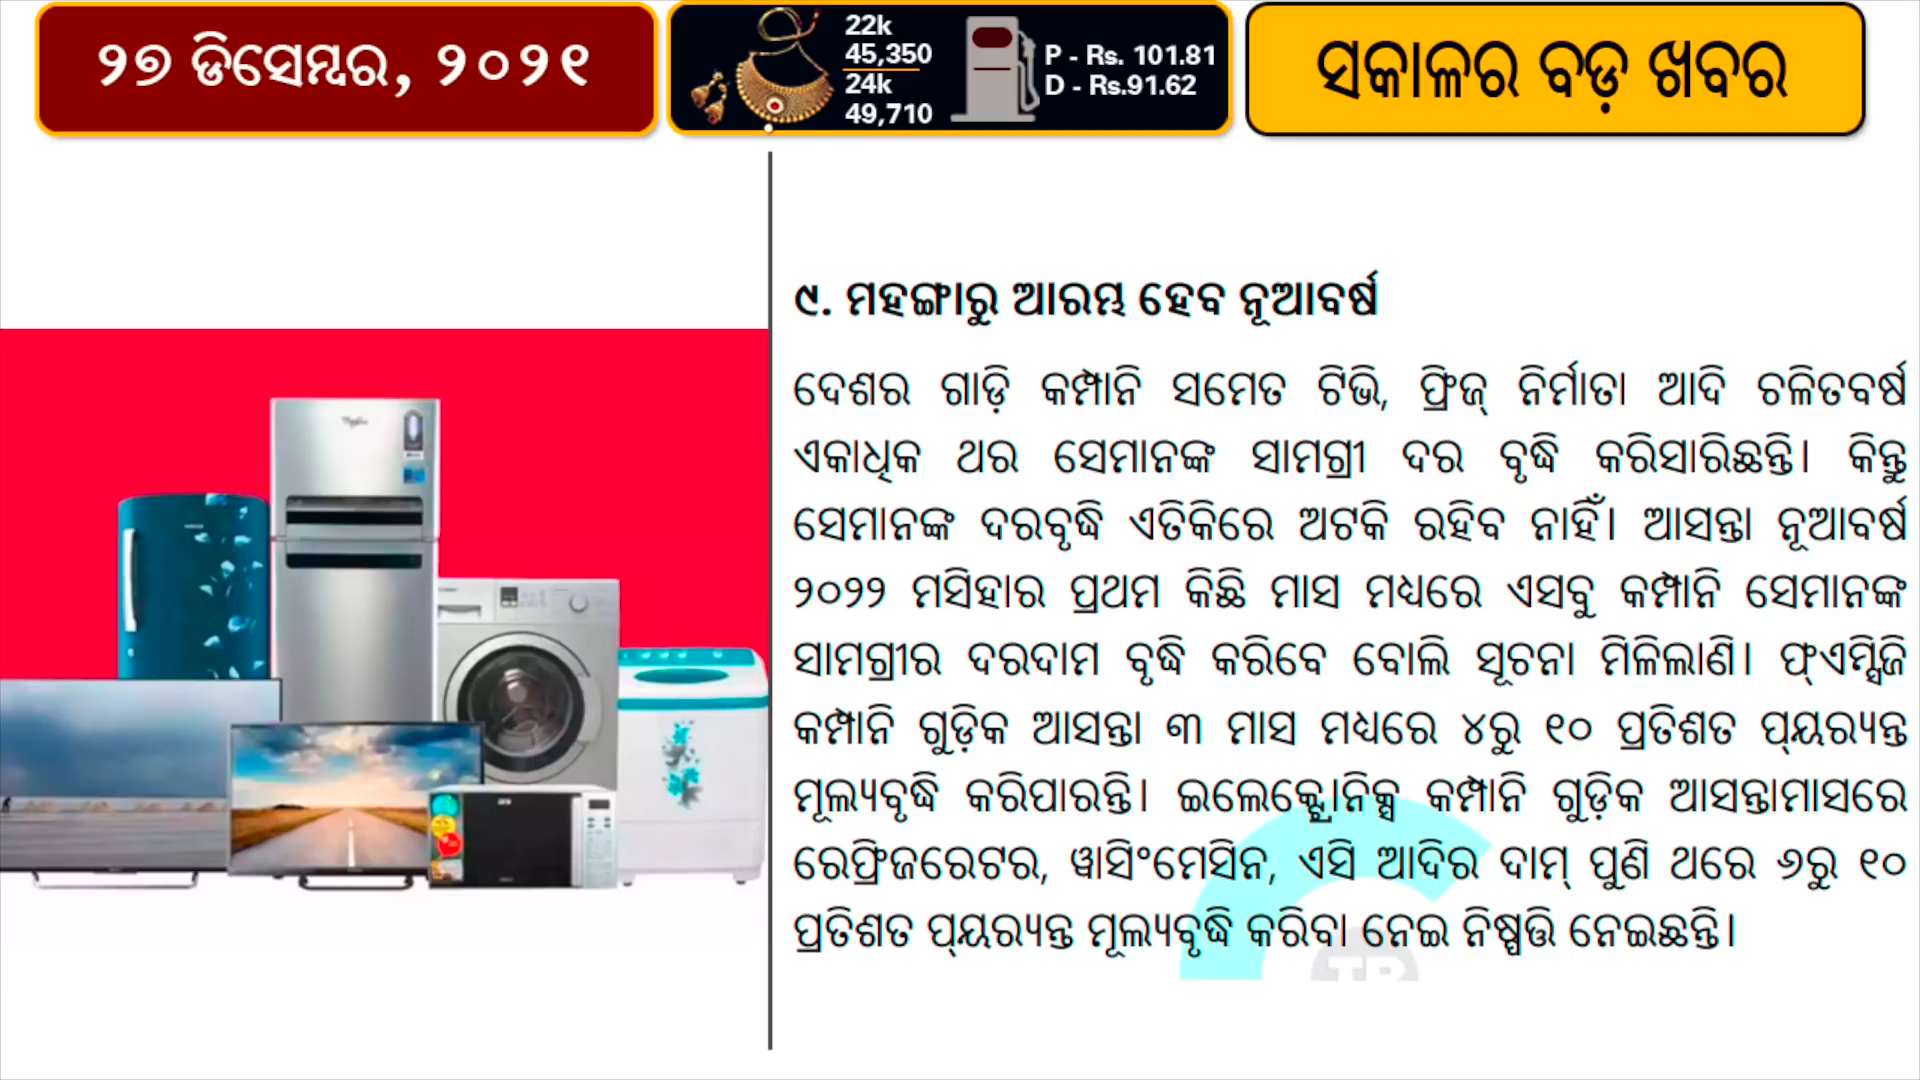 ୨୭ ଡିସେମ୍ବର, ୨୦୨୧
22k
45,350
24k
49,710
P - Rs. 101.81
D - Rs.91.62
ସକାଳର ବଡ଼ ଖବର
୯. ମହଙ୍ଗାରୁ ଆରମ୍ଭ ହେବ ନୂଆବର୍ଷ
ଦେଶର ଗାଡ଼ି କମ୍ପାନି ସମେତ ଟିଭି, ଫ୍ରିଜ୍ ନିର୍ମାତା ଆଦି ଚଳିତବର୍ଷ
ଏକାଧିକ ଥର ସେମାନଙ୍କ ସାମଗ୍ରୀ ଦର ବୃଦ୍ଧି କରିସାରିଛନ୍ତି। କିନ୍ତୁ
ସେମାନଙ୍କ ଦରବୃଦ୍ଧି ଏତିକିରେ ଅଟକି ରହିବ ନାହିଁ। ଆସନ୍ତା ନୂଆବର୍ଷ
୨୦୨୨ ମସିହାର ପ୍ରଥମ କିଛି ମାସ ମଧ୍ୟରେ ଏସବୁ କମ୍ପାନି ସେମାନଙ୍କ
ସାମଗ୍ରୀର ଦରଦାମ ବୃଦ୍ଧି କରିବେ ବୋଲି ସୂଚନା ମିଳିଲାଣି। ଫ୍ଏମ୍ସିଜି
କମ୍ପାନି ଗୁଡ଼ିକ ଆସନ୍ତା ୩ ମାସ ମଧ୍ୟରେ ୪ରୁ ୧୦ ପ୍ରତିଶତ ପ୍ୟର୍ଯ୍ୟନ୍ତ
ମୂଲ୍ୟବୃଦ୍ଧି କରିପାରନ୍ତି। ଇଲେକ୍ଟ୍ରୋନିକ୍ସ କମ୍ପାନି ଗୁଡ଼ିକ ଆସନ୍ତାମାସରେ
ରେଫ୍ରିଜରେଟର, ୱାସିଂମେସିନ, ଏସି ଆଦିର ଦାମ୍ ପୁଣି ଥରେ ୬ରୁ ୧୦
ପ୍ରତିଶତ ପ୍ୟର୍ଯ୍ୟନ୍ତ ମୂଲ୍ୟବୃଦ୍ଧି କରିବା ନେଇ ନିଷ୍ପତ୍ତି ନେଇଛନ୍ତି।